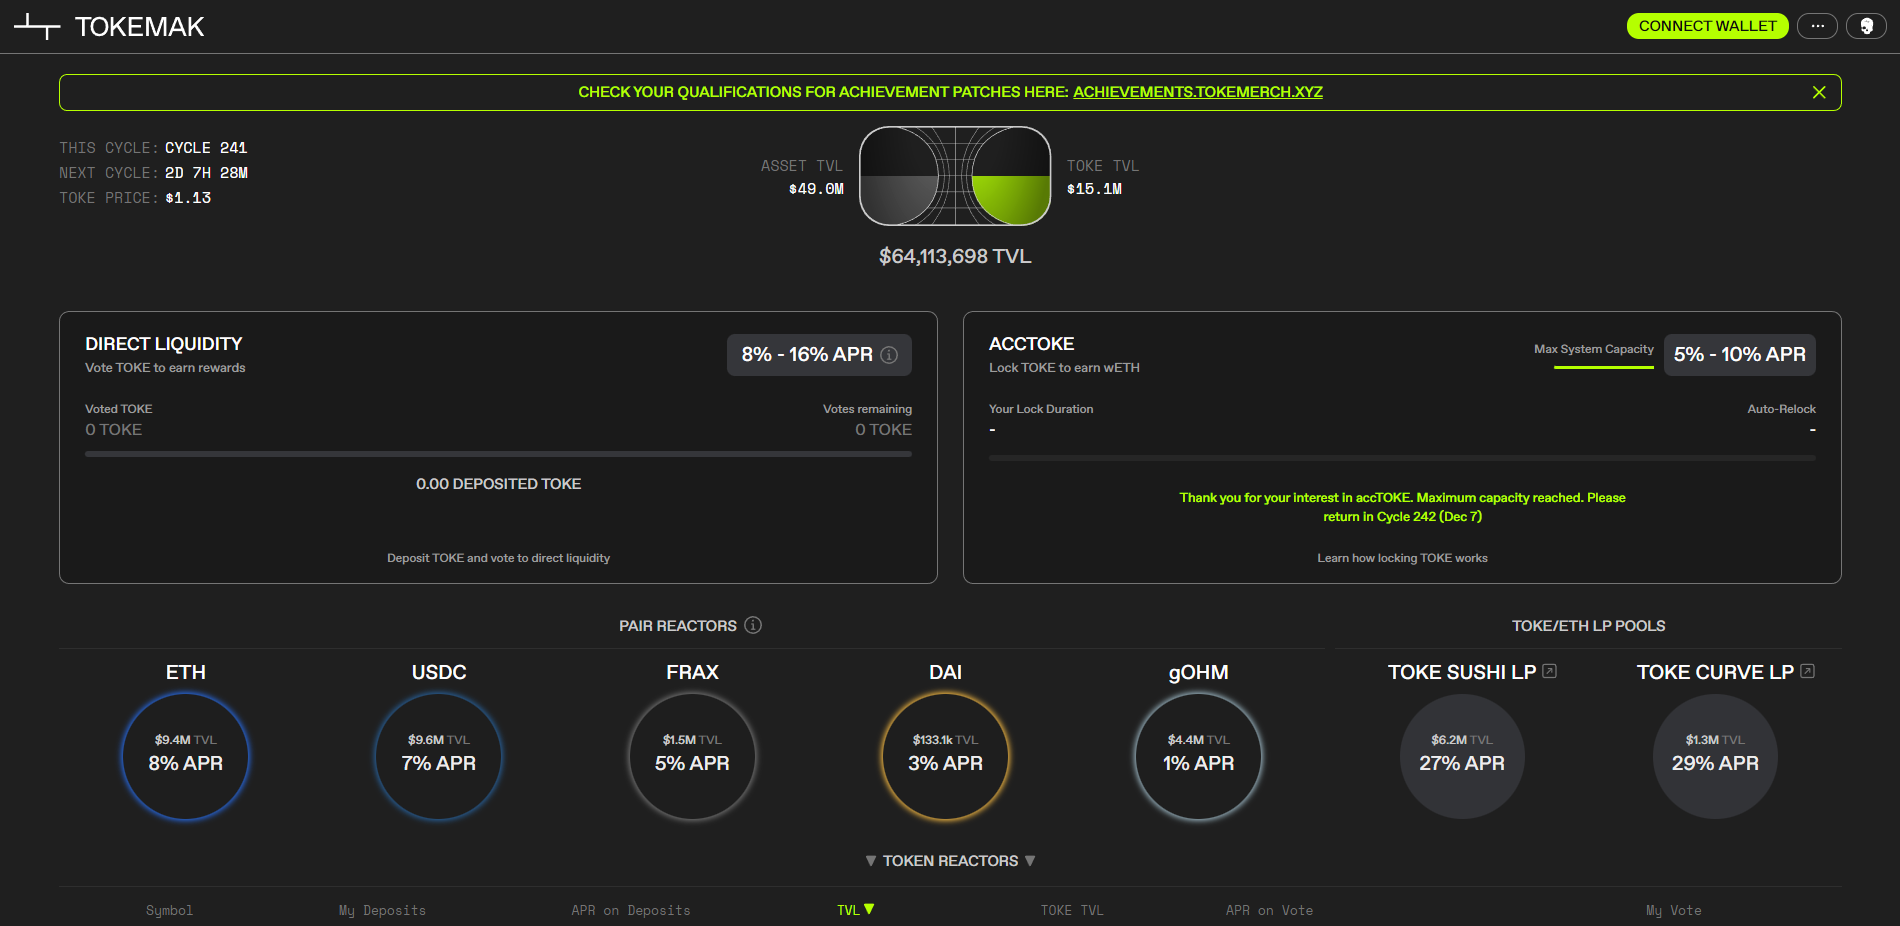 TOKEMAK
CONNECT WALLET
...
CHECK YOUR QUALIFICATIONS FOR ACHIEVEMENT PATCHES HERE: ACHIEVEMENTS.TOKEMERCH.XYZ
THIS CYCLE: CYCLE 241
NEXT CYCLE: 2D 7H 28M
TOKE PRICE: $1.13
ASSET TVL
$49.0M
TOKE TVL
$15.1M
$64,113,698 TVL
DIRECT LIQUIDITY
Vote TOKE to earn rewards
8% - 16% APR
Voted TOKE
0 TOKE
Votes remaining
0 TOKE
0.00 DEPOSITED TOKE
Deposit TOKE and vote to direct liquidity
ACCTOKE
Lock TOKE to earn wETH
Max System Capacity
5% - 10% APR
Your Lock Duration
-
Auto-Relock
-
Thank you for your interest in accTOKE. Maximum capacity reached. Please
return in Cycle 242 (Dec 7)
Learn how locking TOKE works
PAIR REACTORS
ETH
$9.4M TVL
8% APR
USDC
$9.6M TVL
7% APR
FRAX
$1.5M TVL
5% APR
DAI
$133.1k TVL
3% APR
gOHM
$4.4M TVL
1% APR
TOKE/ETH LP POOLS
TOKE SUSHI LP
$6.2M TVL
27% APR
TOKE CURVE LP
$1.3M TVL
29% APR
▼ TOKEN REACTORS ▼
Symbol My Deposits APR on Deposits TVL▼ TOKE TVL APR on Vote My Vote